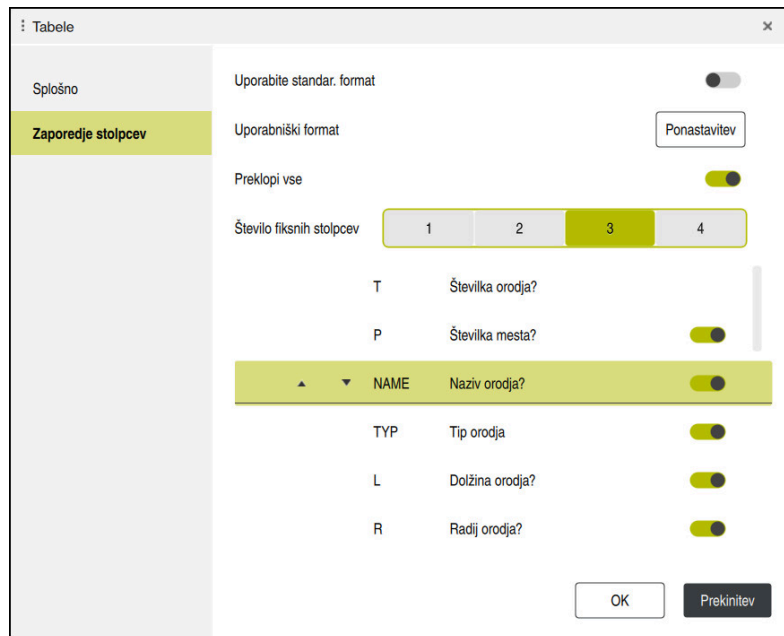 Tabele
Splošno
Zaporedje stolpcev
Uporabite standar. format
Uporabniški format Ponastavitev
Preklopi vse
Število fiksnih stolpcev 1 2 3 4
T Številka orodja?
P Številka mesta?
NAME Naziv orodja?
TYP Tip orodja
L Dolžina orodja?
R Radij orodja?
OK Prekinitev